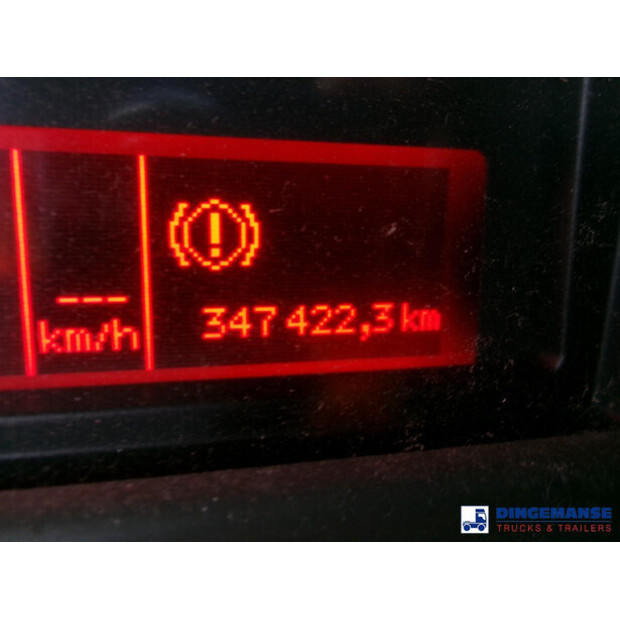 ---
km/h
347 422,3 km
DINGEMANSE
TRUCKS & TRAILERS